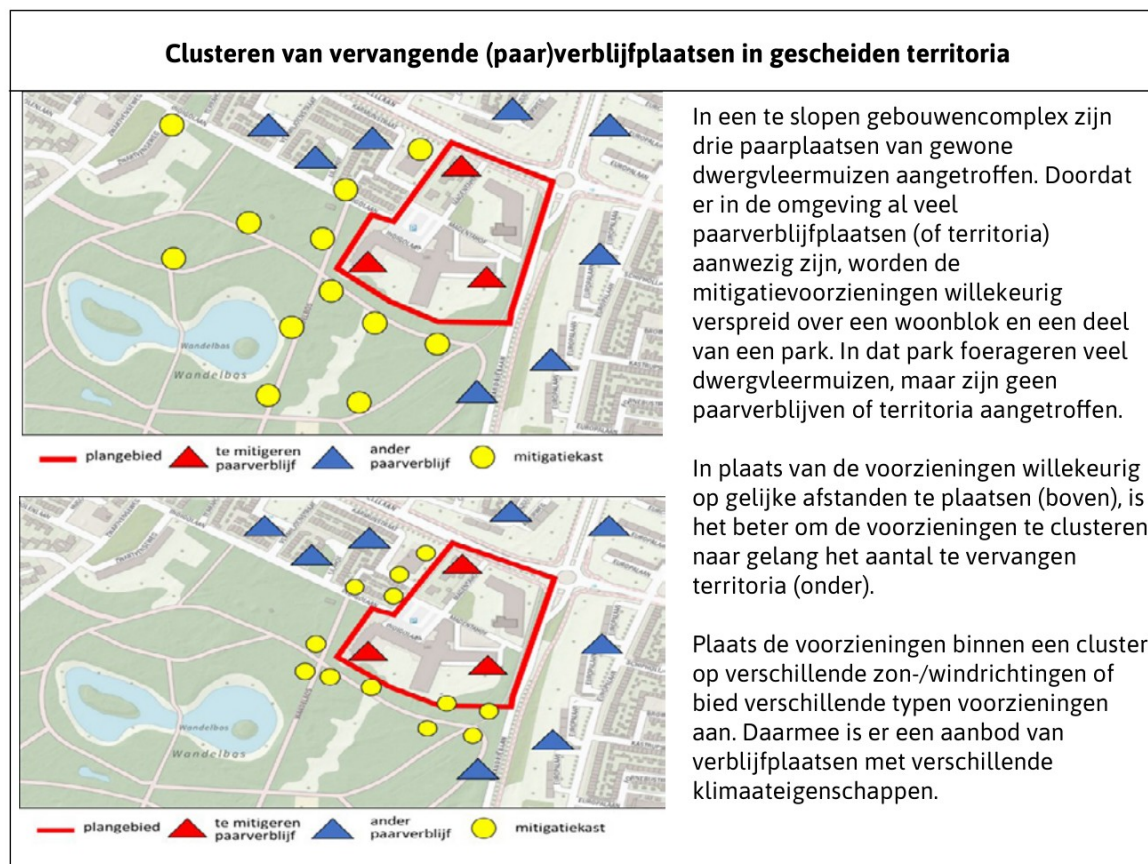 Clusteren van vervangende (paar)verblijfplaatsen in gescheiden territoria
In een te slopen gebouwencomplex zijn
drie paarplaatsen van gewone
dwergvleermuizen aangetroffen. Doordat
er in de omgeving al veel
paarverblijfplaatsen (of territoria)
aanwezig zijn, worden de
mitigatievoorzieningen willekeurig
verspreid over een woonblok en een deel
van een park. In dat park foerageren veel
dwergvleermuizen, maar zijn geen
paarverblijven of territoria aangetroffen.
In plaats van de voorzieningen willekeurig
op gelijke afstanden te plaatsen (boven), is
het beter om de voorzieningen te clusteren
naar gelang het aantal te vervangen
territoria (onder).
Plaats de voorzieningen binnen een cluster
op verschillende zon-/windrichtingen of
bied verschillende typen voorzieningen
aan. Daarmee is er een aanbod van
verblijfplaatsen met verschillende
klimaateigenschappen.
Wandelbos
Wandelbos
EUROPALAAN
plangebied
te mitigeren
paarverblijf
ander
paarverblijf
mitigatiekast
Wandelbos
Wandelbos
EUROPALAAN
plangebied
te mitigeren
paarverblijf
ander
paarverblijf
mitigatiekast